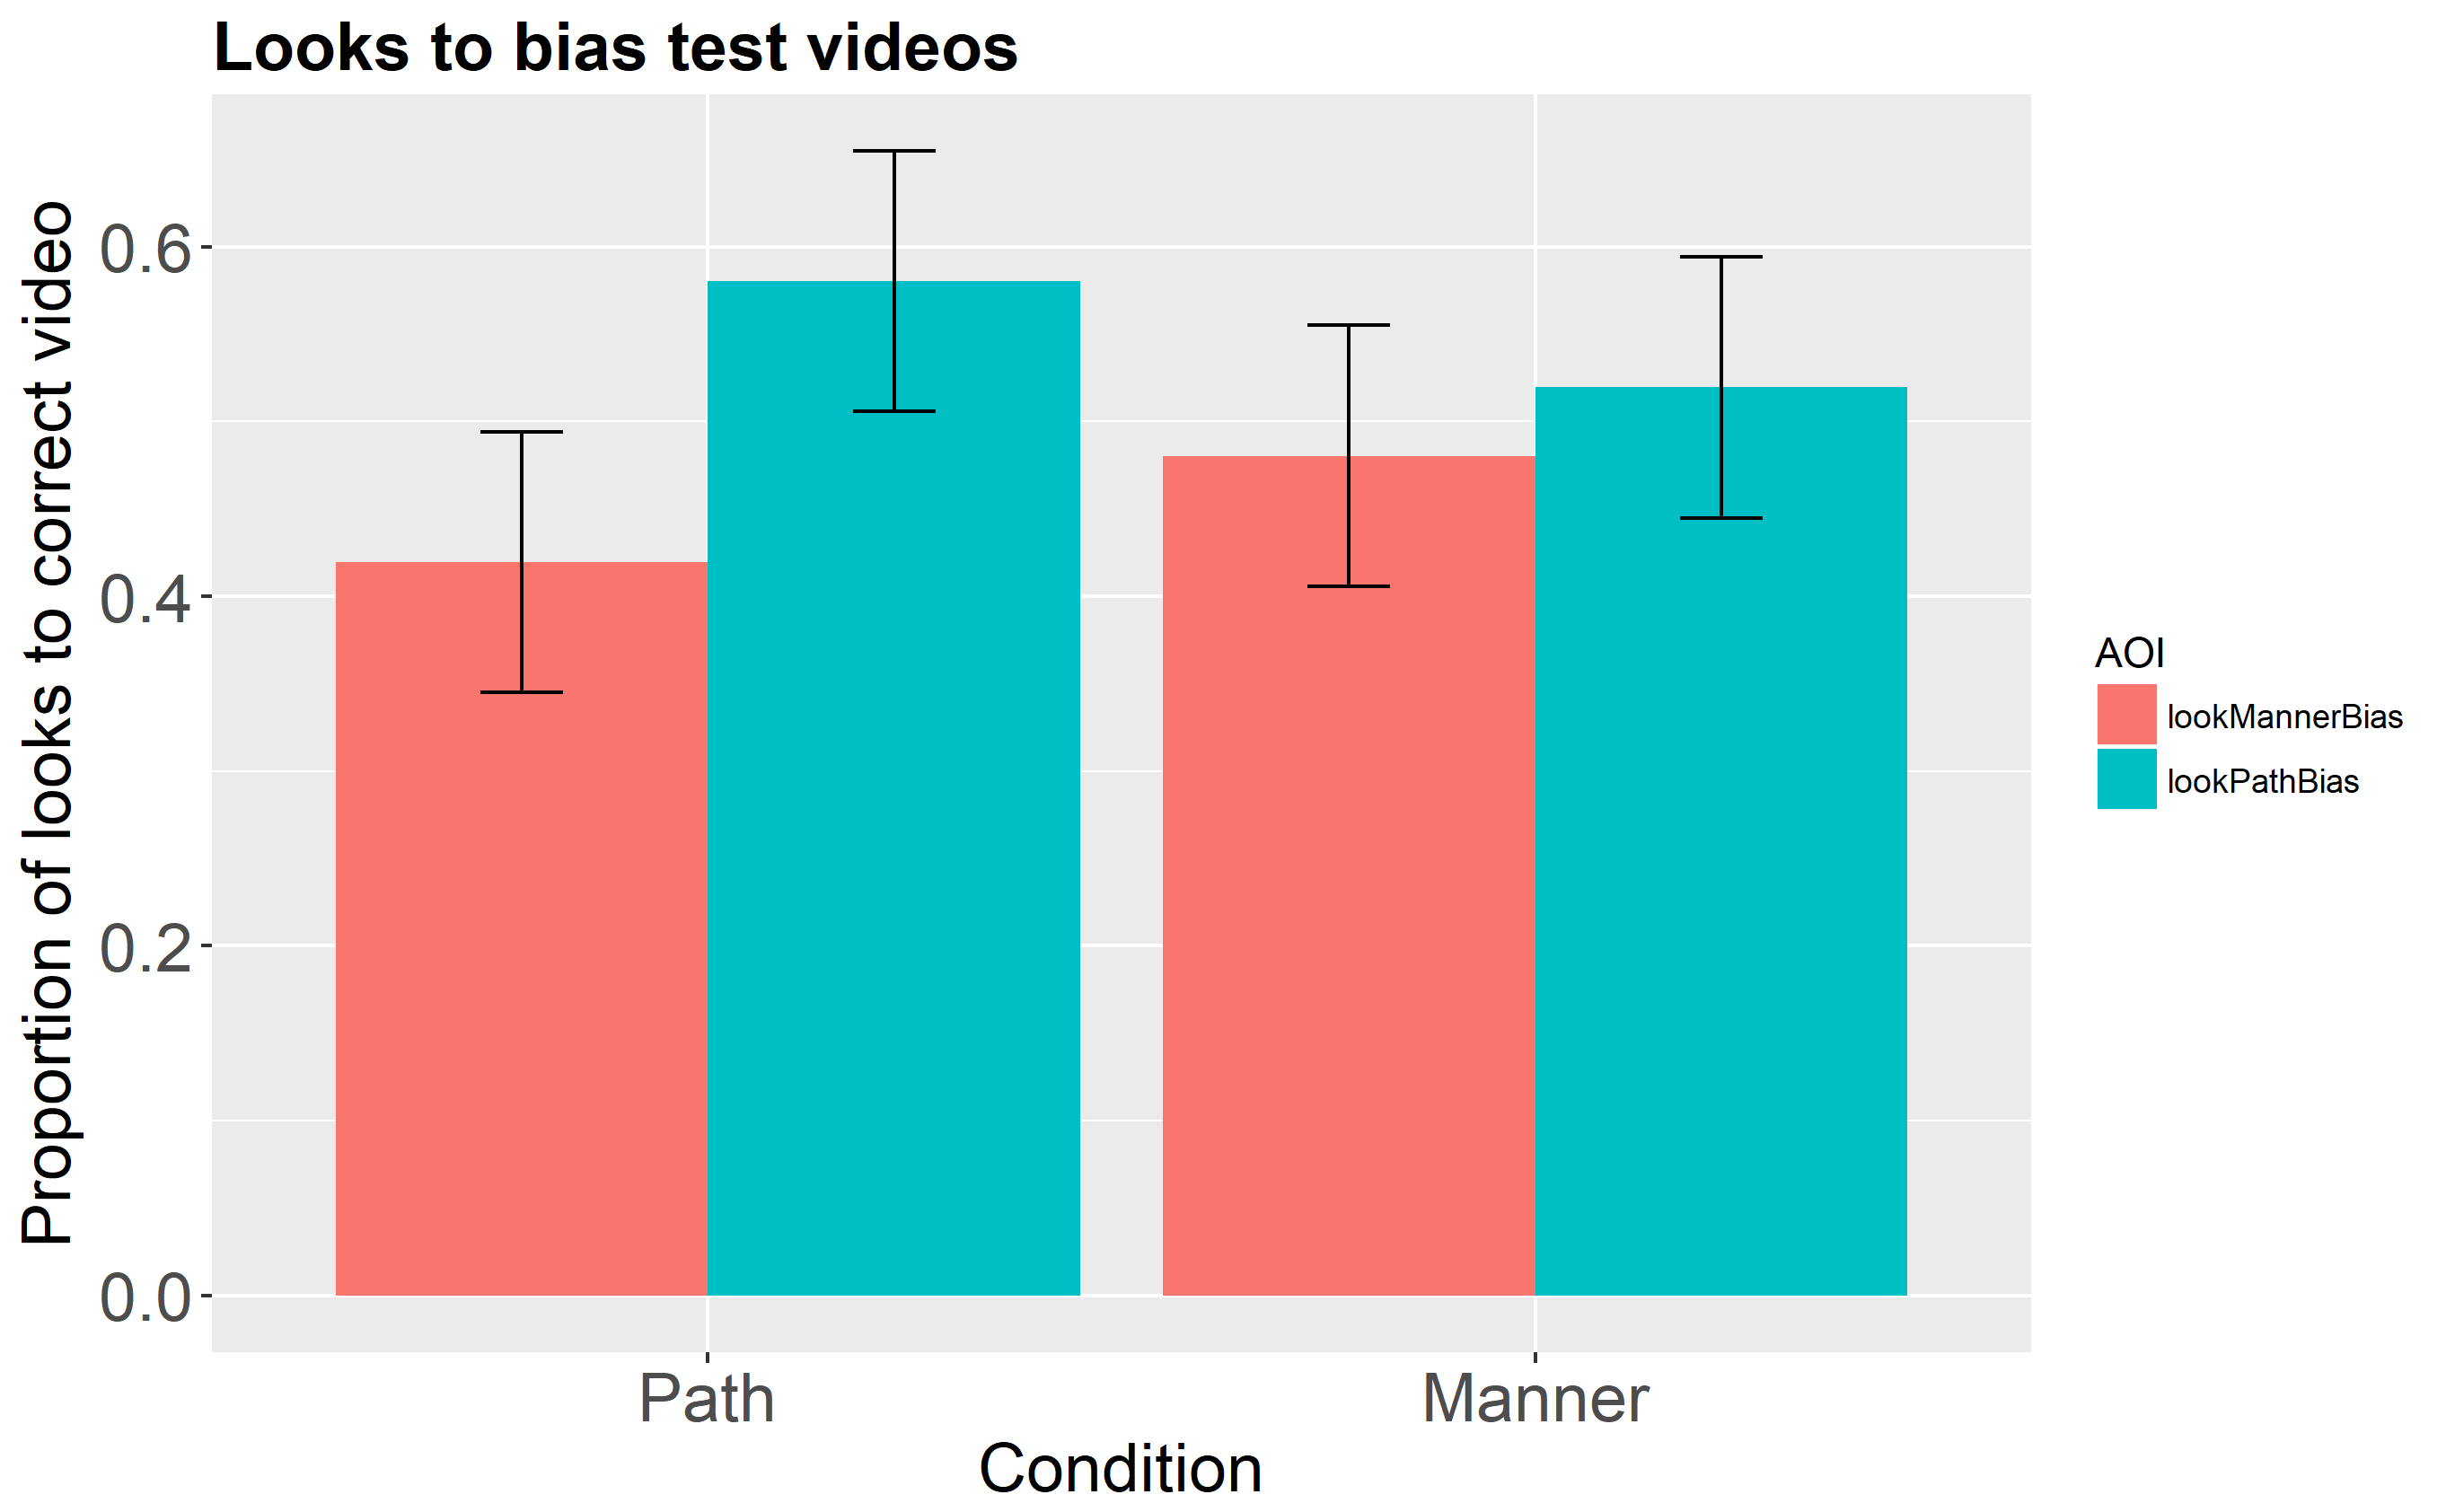 Looks to bias test videos
Proportion of looks to correct video
0.6
0.4
0.2
0.0
Path Manner
Condition
AOI
lookMannerBias
lookPathBias